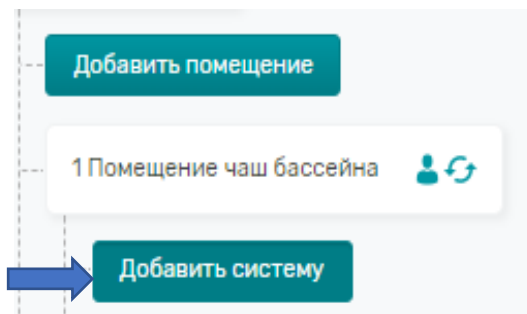 Добавить помещение
1 Помещение чаш бассейна
Добавить систему